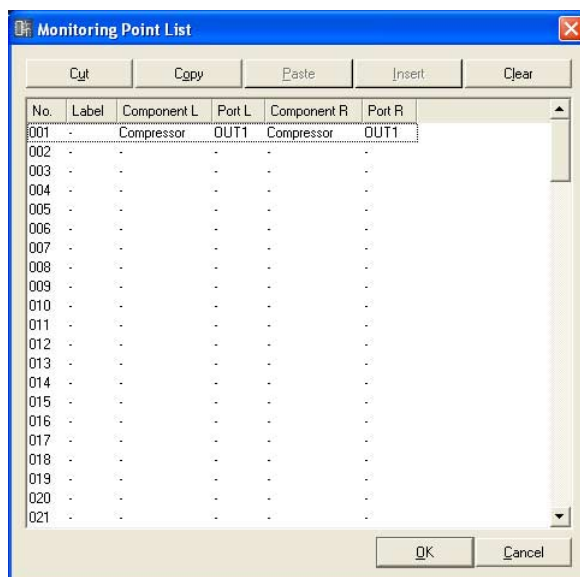 Monitoring Point List
Cut Copy Paste Insert Clear
No. Label Component L Port L Component R Port R
001 - Compressor OUT1 Compressor OUT1
002 - - - - -
003 - - - - -
004 - - - - -
005 - - - - -
006 - - - - -
007 - - - - -
008 - - - - -
009 - - - - -
010 - - - - -
011 - - - - -
012 - - - - -
013 - - - - -
014 - - - - -
015 - - - - -
016 - - - - -
017 - - - - -
018 - - - - -
019 - - - - -
020 - - - - -
021 - - - - -
OK Cancel